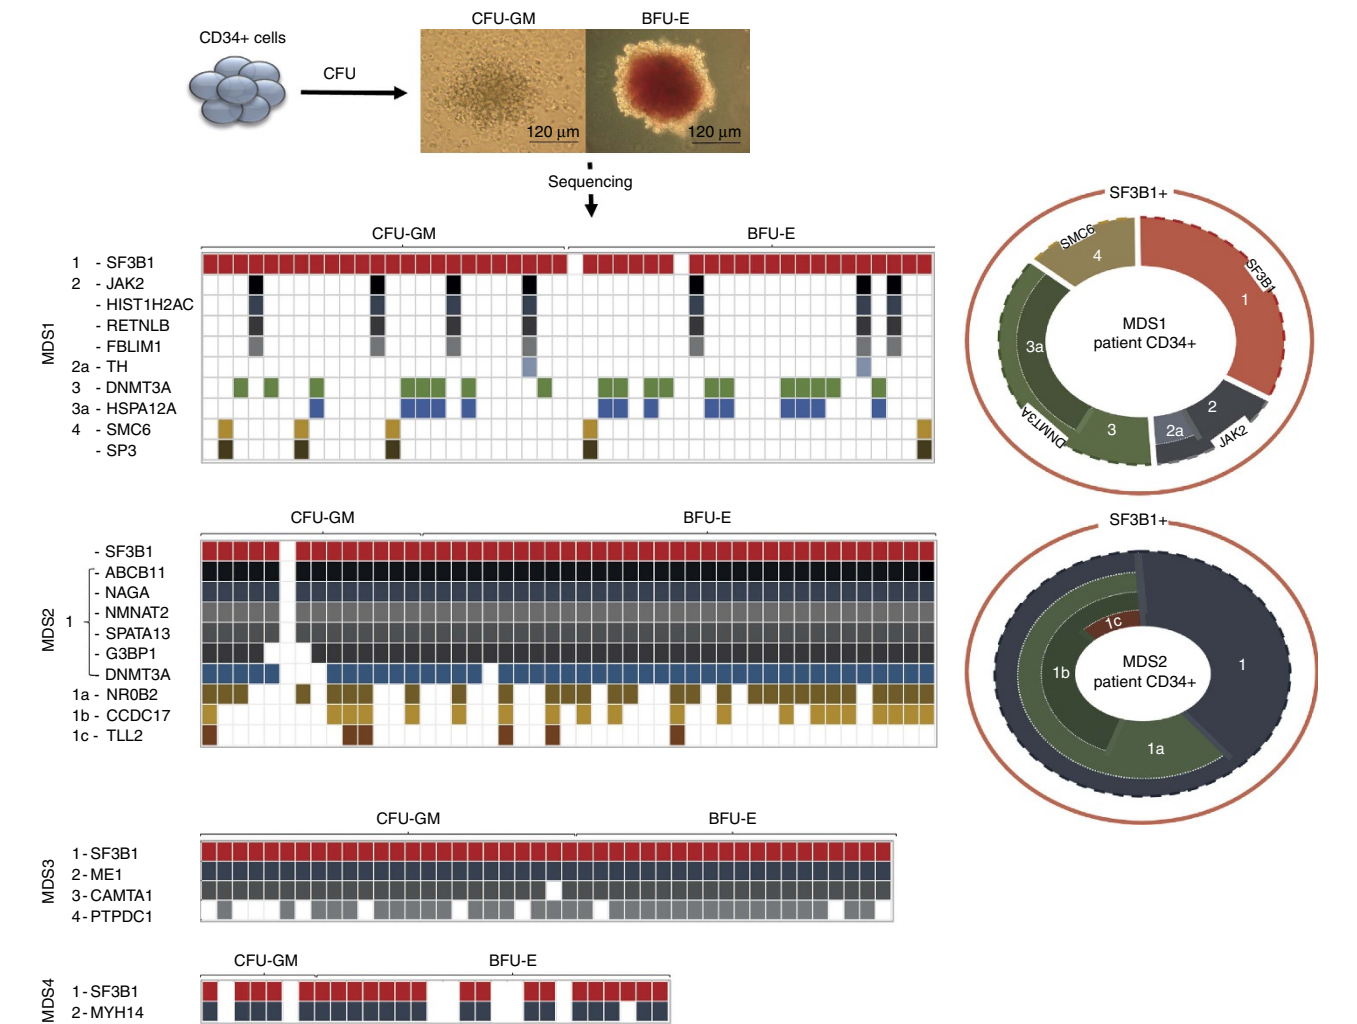 CFU-GM BFU-E
CD34+ cells
CFU
120 µm 120 µm
Sequencing
CFU-GM BFU-E
MDS1
1 - SF3B1
2 - JAK2
- HIST1H2AC
- RETNLB
- FBLIM1
2a - TH
3 - DNMT3A
3a - HSPA12A
4 - SMC6
- SP3
SF3B1+
SMC6
4
SF3B1
1
MDS1
patient CD34+
3a
2
3
2a
DNMT3A
JAK2
CFU-GM BFU-E
MDS2
1
- SF3B1
- ABCB11
- NAGA
- NMNAT2
- SPATA13
- G3BP1
- DNMT3A
1a - NR0B2
1b - CCDC17
1c - TLL2
SF3B1+
1c
1b
MDS2
patient CD34+
1
1a
CFU-GM BFU-E
MDS3
1-SF3B1
2-ME1
3-CAMTA1
4-PTPDC1
CFU-GM BFU-E
MDS4
1-SF3B1
2-MYH14